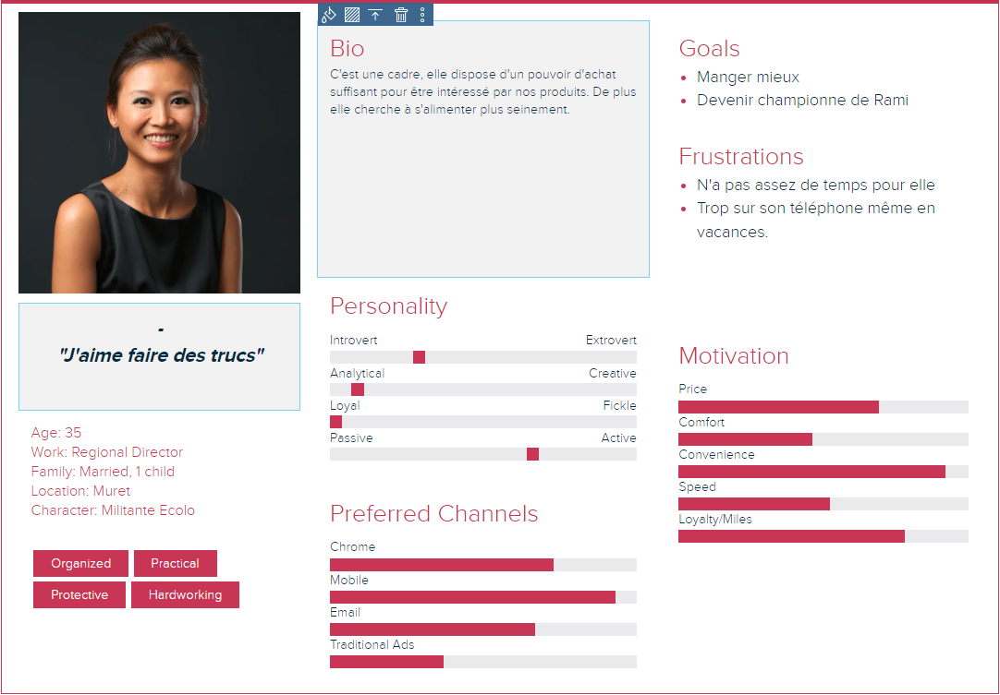 -
"J'aime faire des trucs"
Age: 35
Work: Regional Director
Family: Married, 1 child
Location: Muret
Character: Militante Ecolo
Organized
Practical
Protective
Hardworking
Bio
C'est une cadre, elle dispose d'un pouvoir d'achat
suffisant pour être intéressé par nos produits. De plus
elle cherche à s'alimenter plus seinement.
Personality
Introvert Extrovert
Analytical Creative
Loyal Fickle
Passive Active
Preferred Channels
Chrome
Mobile
Email
Traditional Ads
Goals
• Manger mieux
• Devenir championne de Rami
Frustrations
• N'a pas assez de temps pour elle
• Trop sur son téléphone même en
vacances.
Motivation
Price
Comfort
Convenience
Speed
Loyalty/Miles